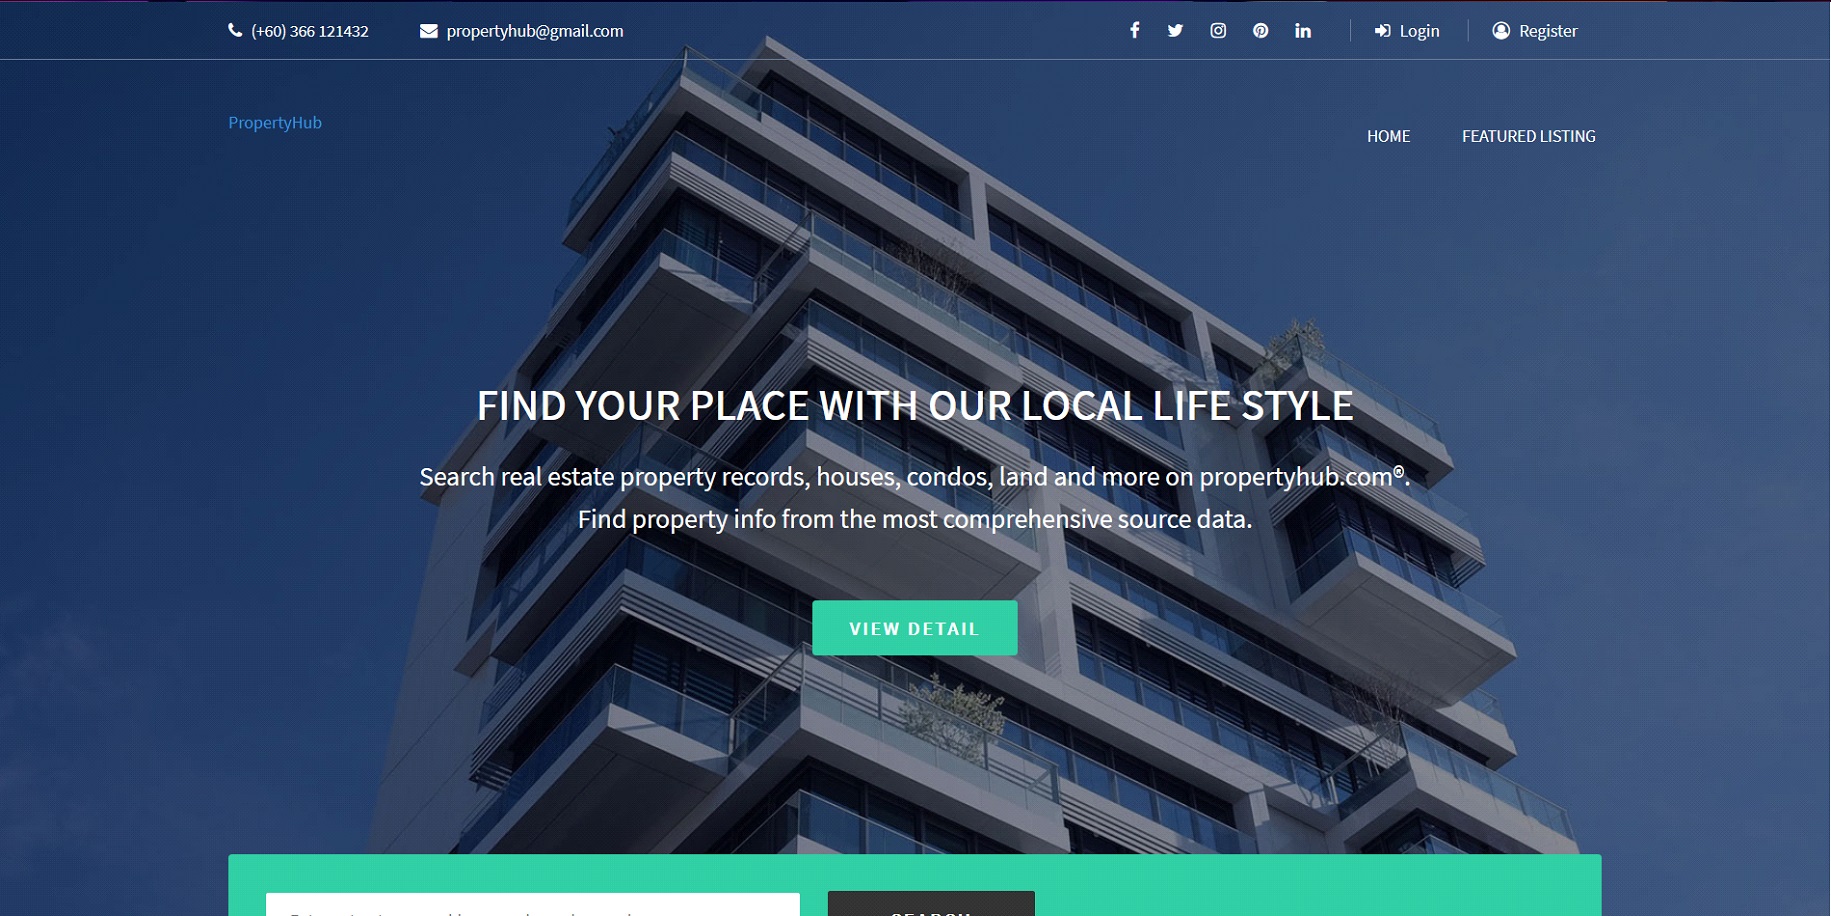 (+60) 366 121432
propertyhub@gmail.com
Login
Register
PropertyHub
HOME
FEATURED LISTING
FIND YOUR PLACE WITH OUR LOCAL LIFE STYLE
Search real estate property records, houses, condos, land and more on propertyhub.com®.
Find property info from the most comprehensive source data.
VIEW DETAIL
SEARCH